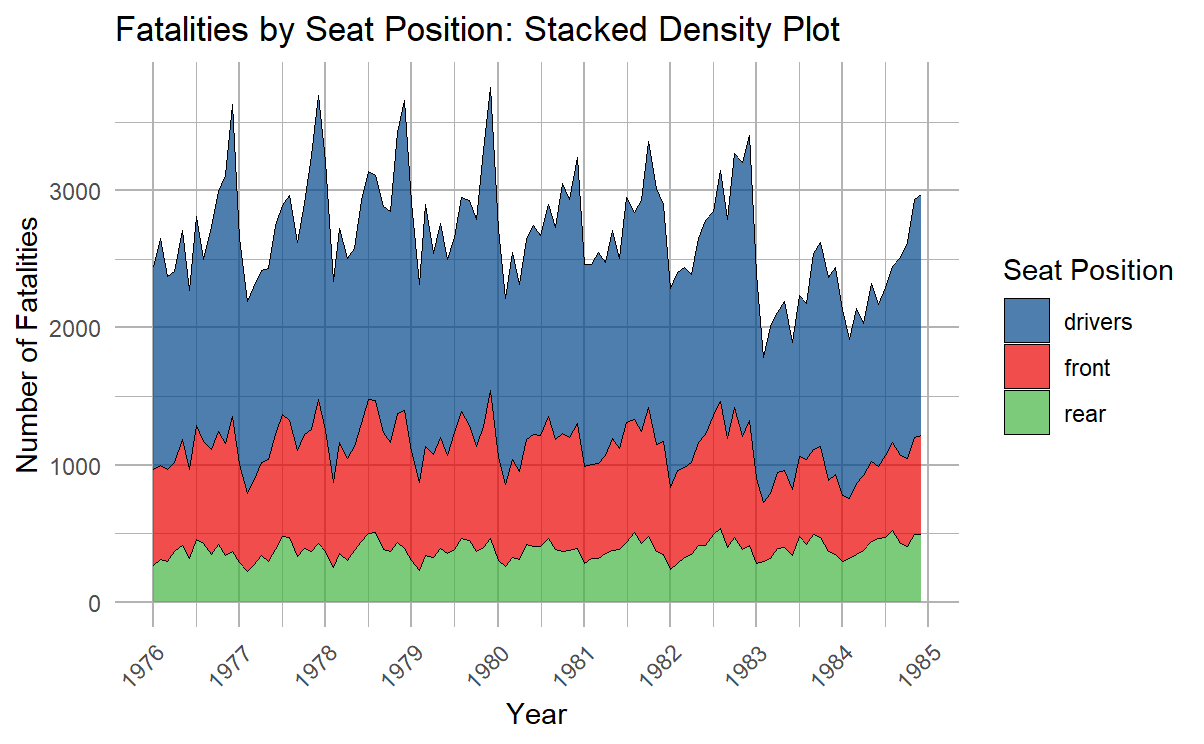 Fatalities by Seat Position: Stacked Density Plot
Number of Fatalities
3000
2000
1000
0
1976
1977
1978
1979
1980
1981
1982
1983
1984
1985
Year
Seat Position
drivers
front
rear